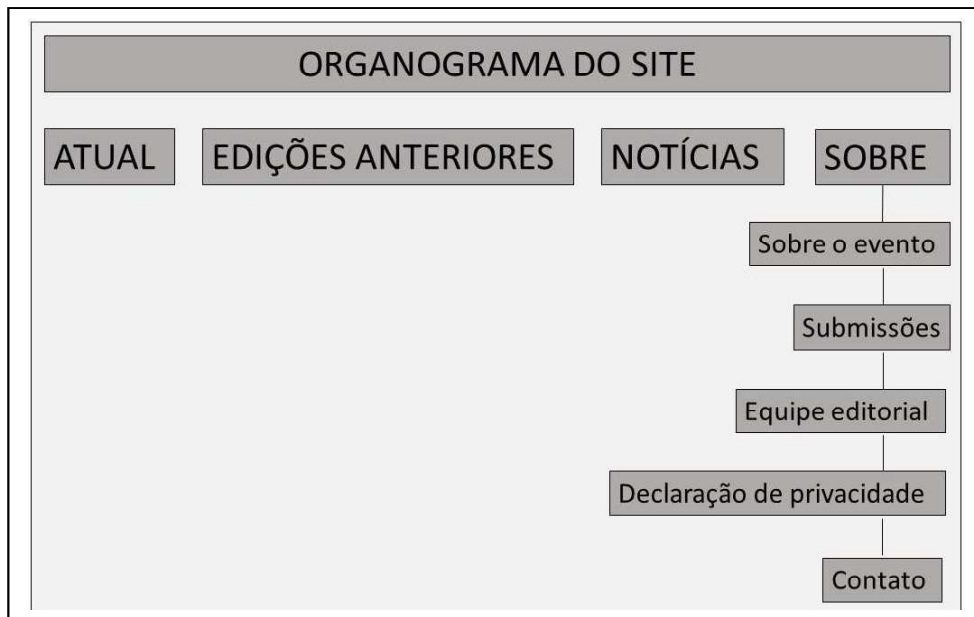 ORGANOGRAMA DO SITE
ATUAL EDIÇÕES ANTERIORES NOTÍCIAS SOBRE
Sobre o evento
Submissões
Equipe editorial
Declaração de privacidade
Contato